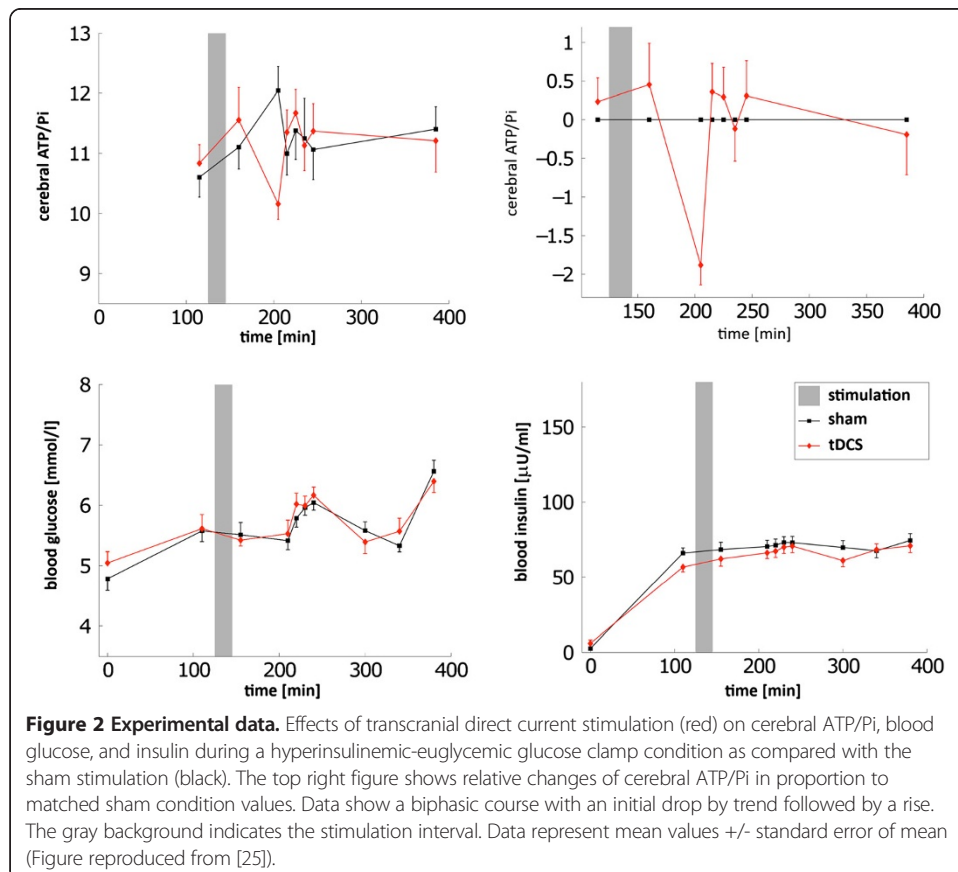 cerebral ATP/Pi
13
12
11
10
9
0
100
200
300
400
time [min]
cerebral ATP/Pi
1
0.5
0
−0.5
−1
−1.5
−2
150
200
250
300
350
400
time [min]
blood glucose [mmol/l]
8
7
6
5
4
0
100
200
300
400
time [min]
blood insulin [µU/ml]
150
100
50
0
0
100
200
300
400
time [min]
stimulation
sham
tDCS
Figure 2 Experimental data. Effects of transcranial direct current stimulation (red) on cerebral ATP/Pi, blood
glucose, and insulin during a hyperinsulinemic-euglycemic glucose clamp condition as compared with the
sham stimulation (black). The top right figure shows relative changes of cerebral ATP/Pi in proportion to
matched sham condition values. Data show a biphasic course with an initial drop by trend followed by a rise.
The gray background indicates the stimulation interval. Data represent mean values +/- standard error of mean
(Figure reproduced from [25]).